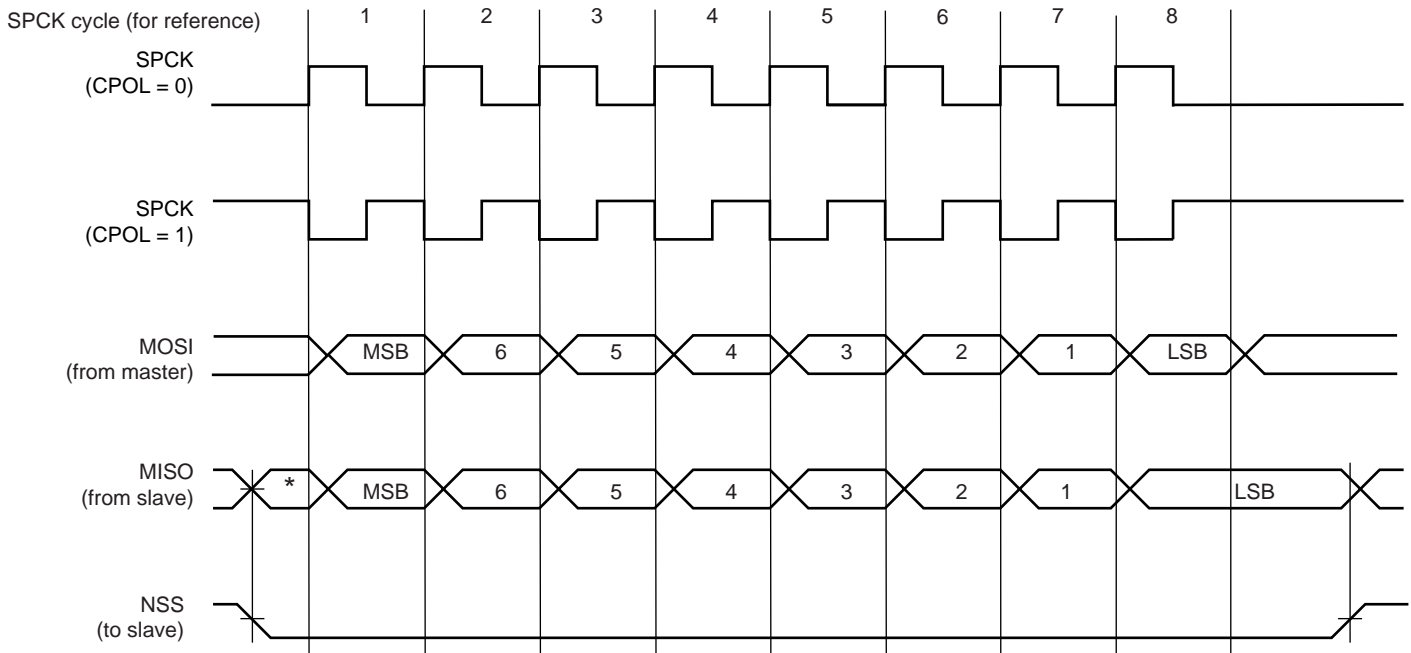 SPCK cycle (for reference) 1 2 3 4 5 6 7 8
SPCK
(CPOL = 0)
SPCK
(CPOL = 1)
MOSI
(from master)
MSB 6 5 4 3 2 1 LSB
MISO
(from slave)
* MSB 6 5 4 3 2 1 LSB
NSS
(to slave)